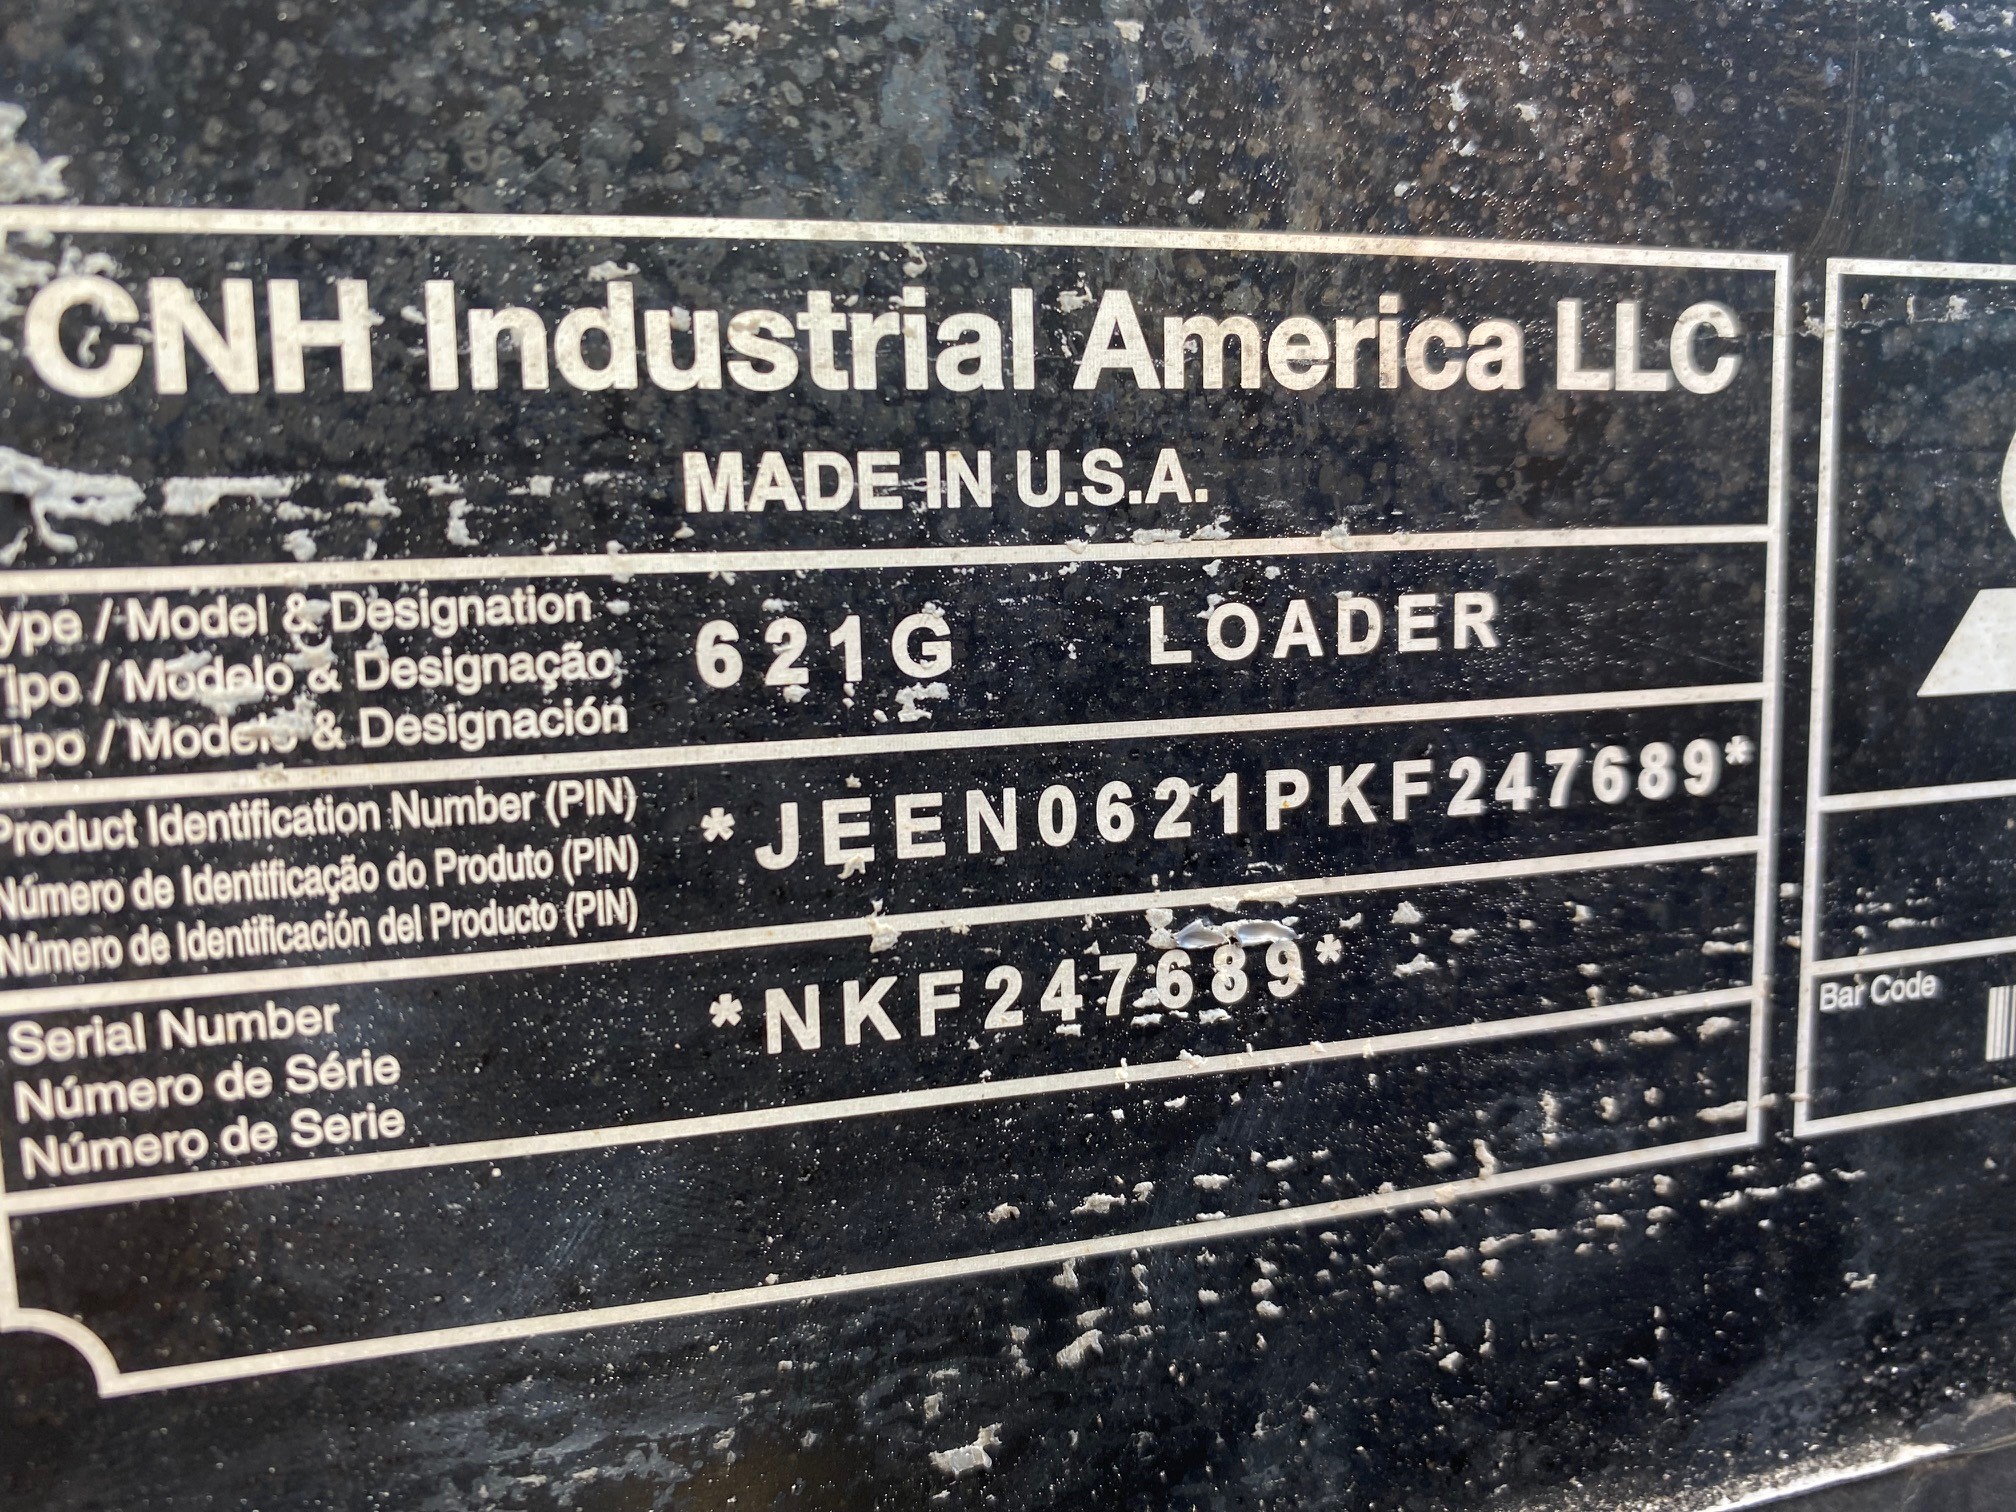 CNH Industrial America LLC
MADE IN U.S.A.
ype / Model & Designation
Tipo / Modelo & Designação
Tipo / Modelo & Designación
621G LOADER
Product Identification Number (PIN)
Número de Identificação do Produto (PIN)
Número de Identificación del Producto (PIN)
*JEEN0621PKF247689*
Serial Number
Número de Série
Número de Serie
*NKF247689*
Bar Code